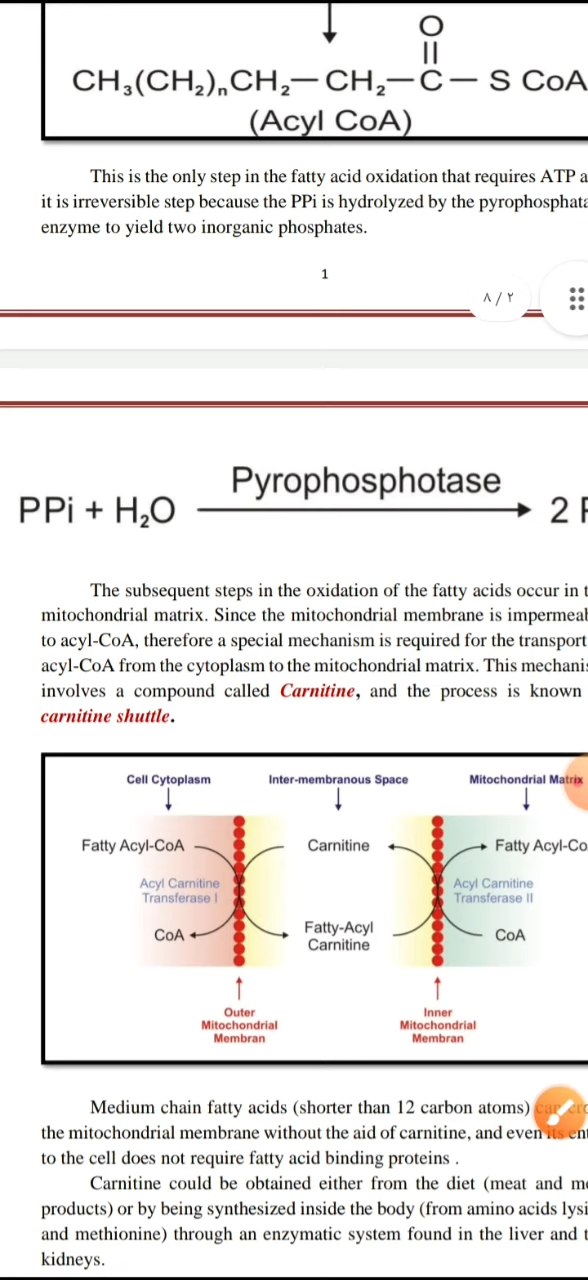 O
||
CH₃(CH₂)ₙCH₂—CH₂—C—S CoA
(Acyl CoA)
This is the only step in the fatty acid oxidation that requires ATP a
it is irreversible step because the PPi is hydrolyzed by the pyrophosphata
enzyme to yield two inorganic phosphates.
1
٨ / ٢
Pyrophosphotase
PPi + H₂O 2
The subsequent steps in the oxidation of the fatty acids occur in t
mitochondrial matrix. Since the mitochondrial membrane is impermeab
to acyl-CoA, therefore a special mechanism is required for the transport
acyl-CoA from the cytoplasm to the mitochondrial matrix. This mechanis
involves a compound called Carnitine, and the process is known
carnitine shuttle.
Cell Cytoplasm Inter-membranous Space Mitochondrial Matrix
Fatty Acyl-CoA Carnitine Fatty Acyl-Co
Acyl Carnitine Acyl Carnitine
Transferase I Transferase II
CoA Fatty-Acyl CoA
Carnitine
Outer Inner
Mitochondrial Mitochondrial
Membran Membran
Medium chain fatty acids (shorter than 12 carbon atoms) can cro
the mitochondrial membrane without the aid of carnitine, and even its ent
to the cell does not require fatty acid binding proteins .
Carnitine could be obtained either from the diet (meat and me
products) or by being synthesized inside the body (from amino acids lysi
and methionine) through an enzymatic system found in the liver and t
kidneys.